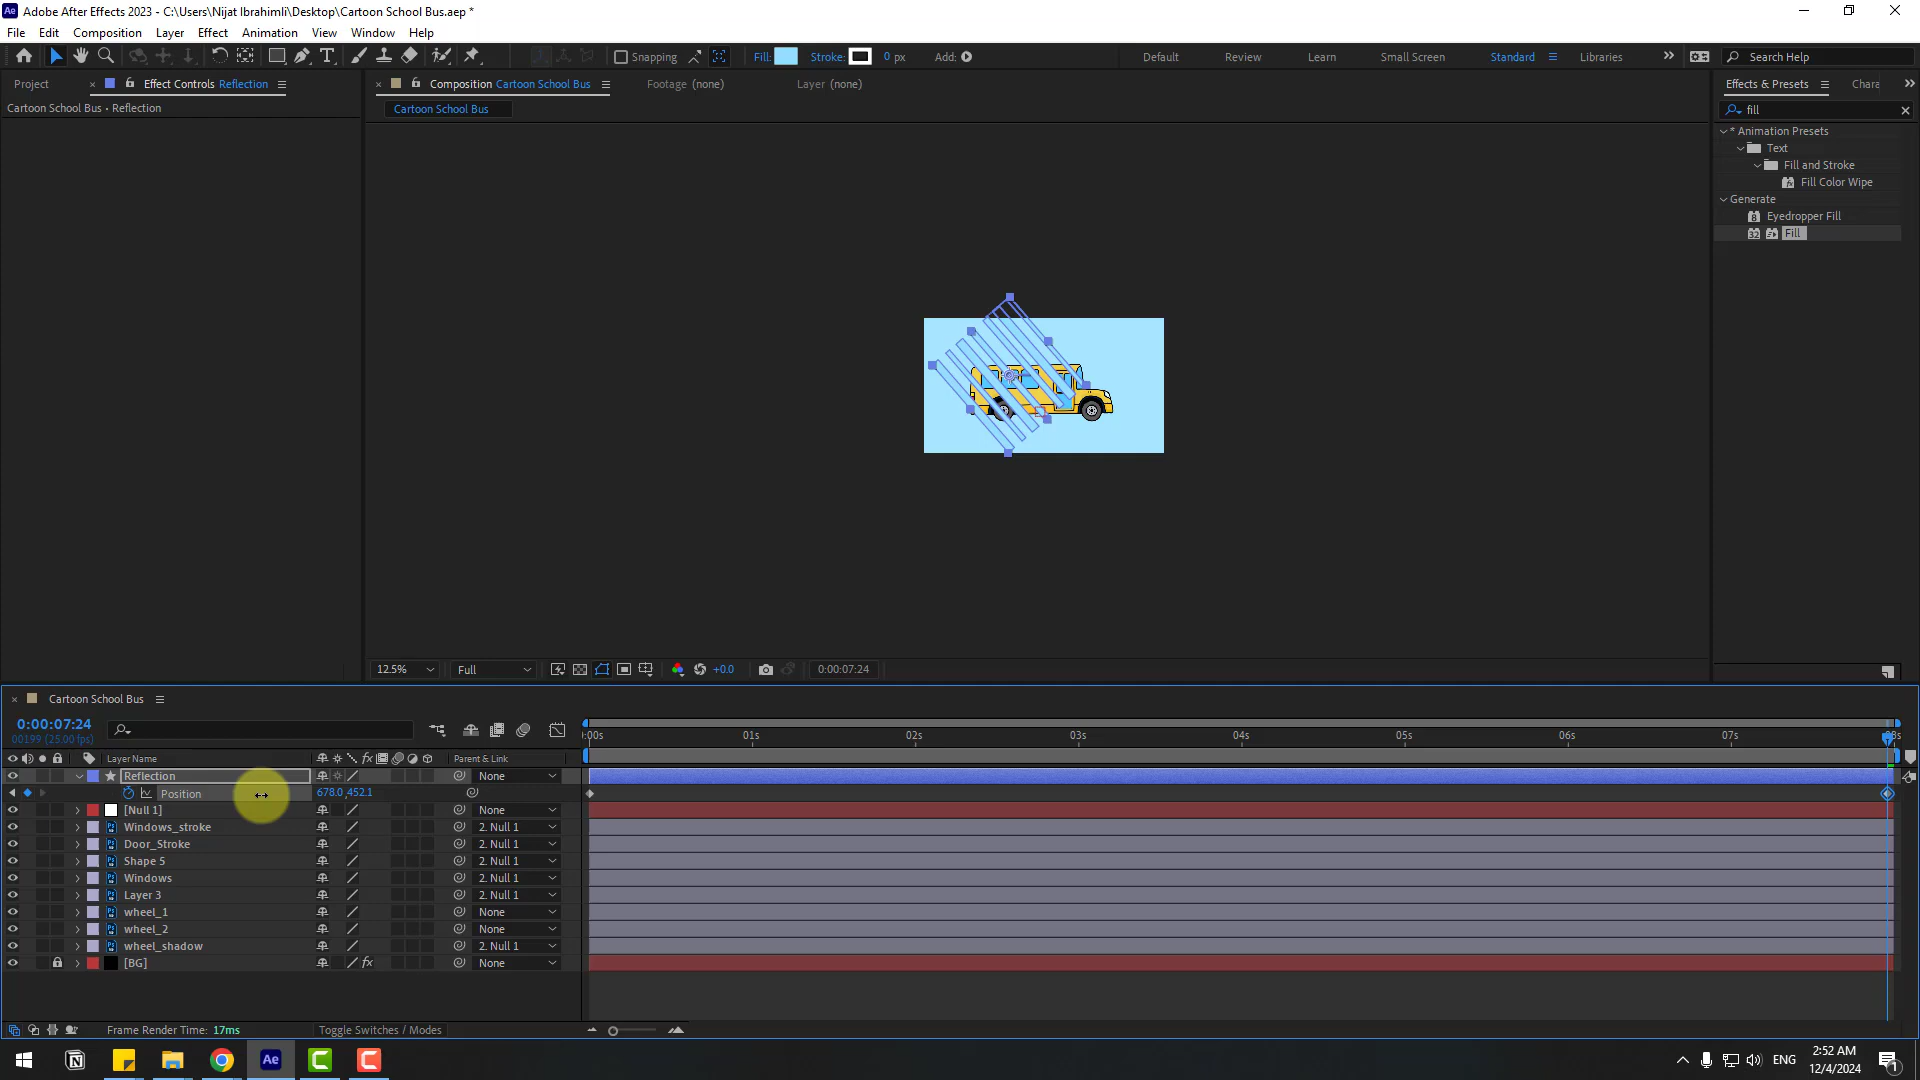 Adobe After Effects 2023 - C:\Users\Nijat Ibrahimli\Desktop\Cartoon School Bus.aep *
File Edit Composition Layer Effect Animation View Window Help
Snapping Fill: Stroke: 0 px Add: Default Review Learn Small Screen Standard Libraries Search Help
Project Effect Controls Reflection Composition Cartoon School Bus Footage (none) Layer (none) Effects & Presets Chara
Cartoon School Bus • Reflection
Cartoon School Bus
fill
* Animation Presets
Text
Fill and Stroke
Fill Color Wipe
Generate
Eyedropper Fill
32 Fill
12.5% Full +0.0 0:00:07:24
Cartoon School Bus
0:00:07:24
00199 (25.00 fps)
:00s 01s 02s 03s 04s 05s 06s 07s 08s
Layer Name Parent & Link
Reflection None
Position 678.0,452.1
[Null 1] None
Windows_stroke 2. Null 1
Door_Stroke 2. Null 1
Shape 5 2. Null 1
Windows 2. Null 1
Layer 3 2. Null 1
wheel_1 None
wheel_2 None
wheel_shadow 2. Null 1
[BG] None
Frame Render Time: 17ms Toggle Switches / Modes
ENG 2:52 AM
12/4/2024